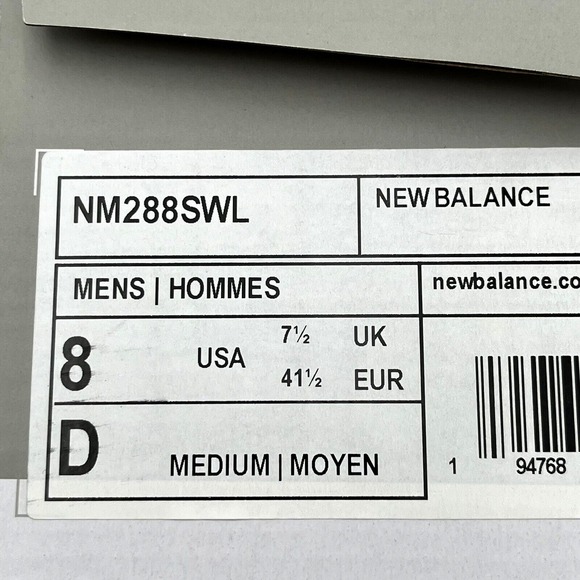 NM288SWL
NEW BALANCE
MENS | HOMMES
newbalance.co
8 USA 7½ UK
41½ EUR
D MEDIUM | MOYEN
1 94768